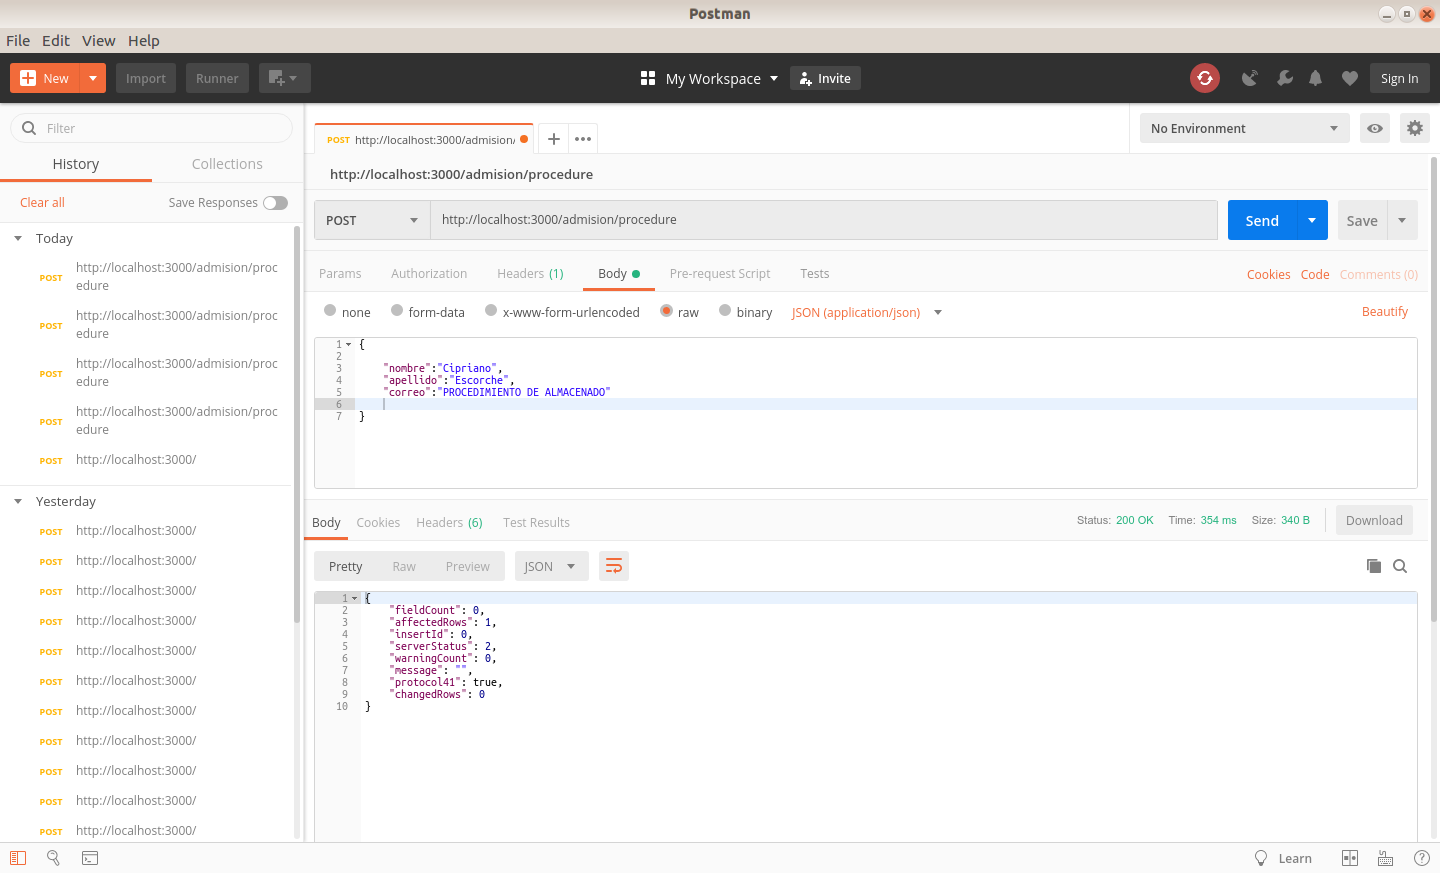 Postman
File Edit View Help
New Import Runner My Workspace Invite Sign In
Filter
History Collections
Clear all Save Responses
Today
POST http://localhost:3000/admision/proc
edure
POST http://localhost:3000/admision/proc
edure
POST http://localhost:3000/admision/proc
edure
POST http://localhost:3000/admision/proc
edure
POST http://localhost:3000/
Yesterday
POST http://localhost:3000/
POST http://localhost:3000/
POST http://localhost:3000/
POST http://localhost:3000/
POST http://localhost:3000/
POST http://localhost:3000/
POST http://localhost:3000/
POST http://localhost:3000/
POST http://localhost:3000/
POST http://localhost:3000/
POST http://localhost:3000/
POST http://localhost:3000/admision/
No Environment
http://localhost:3000/admision/procedure
POST http://localhost:3000/admision/procedure Send Save
Params Authorization Headers (1) Body Pre-request Script Tests Cookies Code Comments (0)
none form-data x-www-form-urlencoded raw binary JSON (application/json) Beautify
1 {
2
3 "nombre":"Cipriano",
4 "apellido":"Escorche",
5 "correo":"PROCEDIMIENTO DE ALMACENADO"
6
7 }
Body Cookies Headers (6) Test Results Status: 200 OK Time: 354 ms Size: 340 B Download
Pretty Raw Preview JSON
1 {
2 "fieldCount": 0,
3 "affectedRows": 1,
4 "insertId": 0,
5 "serverStatus": 2,
6 "warningCount": 0,
7 "message": "",
8 "protocol41": true,
9 "changedRows": 0
10 }
Learn